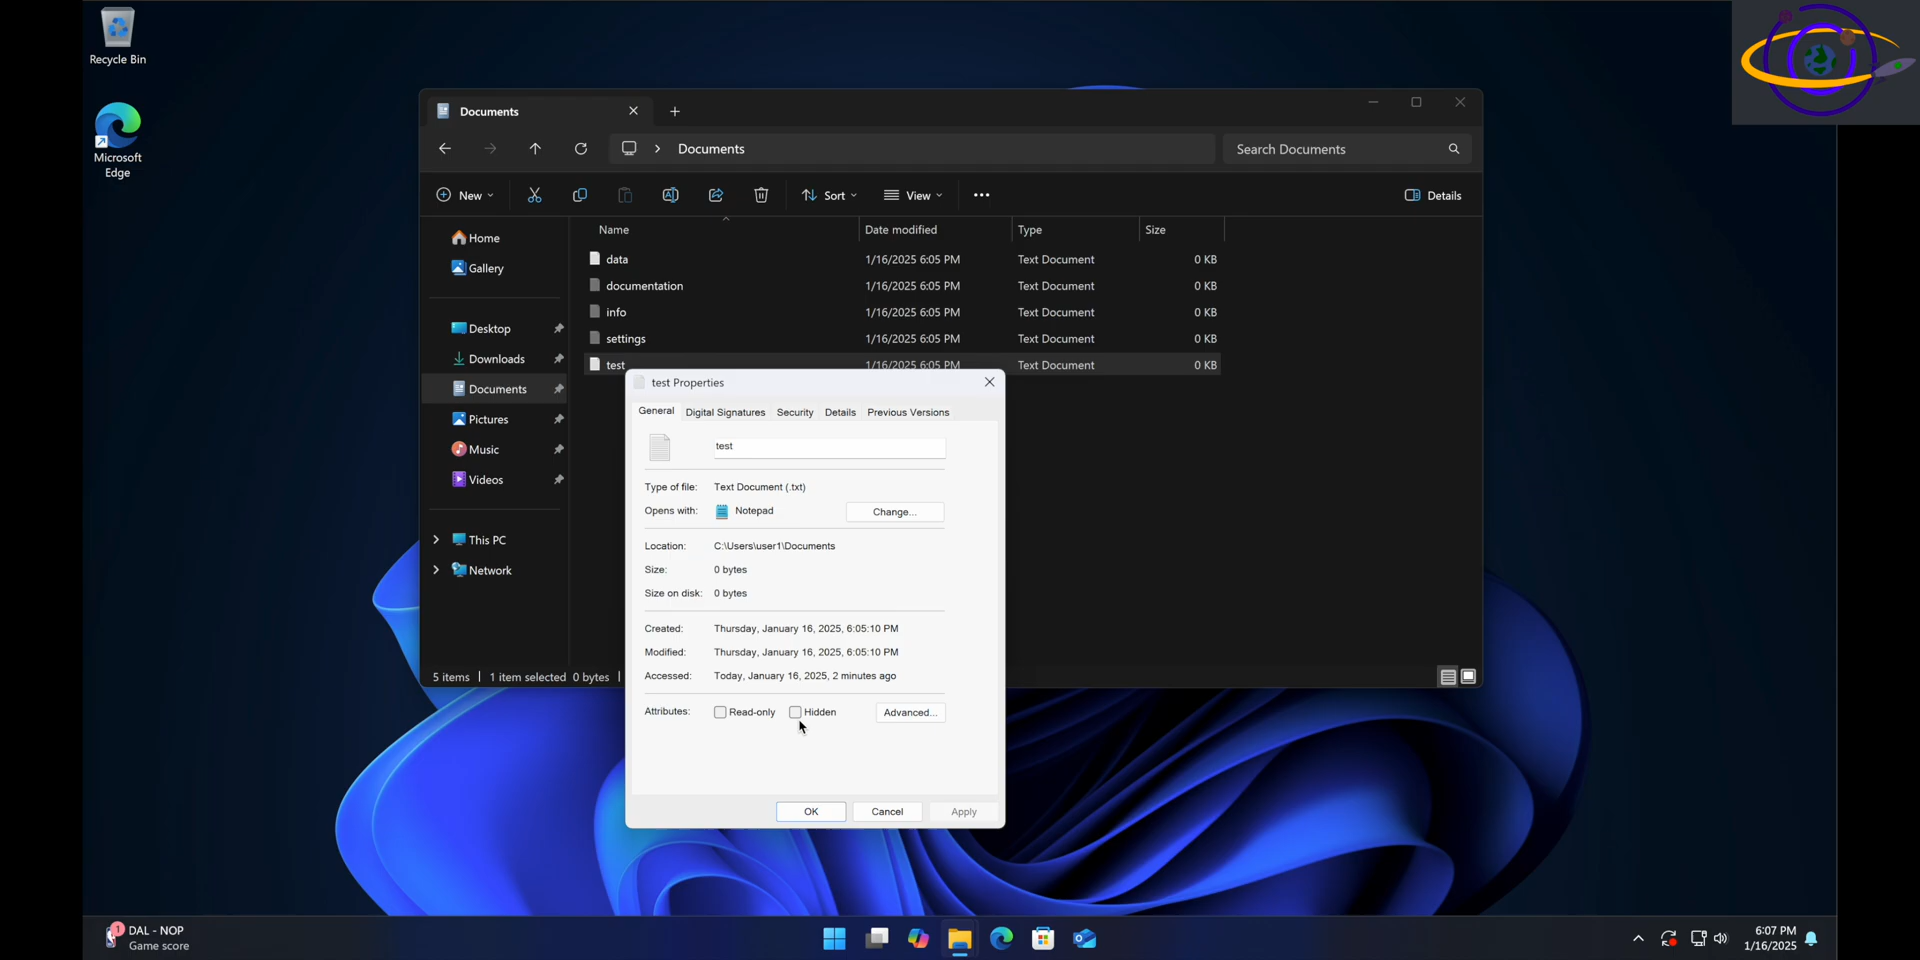 Recycle Bin
Microsoft
Edge
Documents
Documents
Search Documents
New
Sort
View
Details
Name
Date modified
Type
Size
Home
Gallery
Desktop
Downloads
Documents
Pictures
Music
Videos
This PC
Network
data 1/16/2025 6:05 PM Text Document 0 KB
documentation 1/16/2025 6:05 PM Text Document 0 KB
info 1/16/2025 6:05 PM Text Document 0 KB
settings 1/16/2025 6:05 PM Text Document 0 KB
test 1/16/2025 6:05 PM Text Document 0 KB
5 items 1 item selected 0 bytes
test Properties
General Digital Signatures Security Details Previous Versions
test
Type of file: Text Document (.txt)
Opens with: Notepad Change...
Location: C:\Users\user1\Documents
Size: 0 bytes
Size on disk: 0 bytes
Created: Thursday, January 16, 2025, 6:05:10 PM
Modified: Thursday, January 16, 2025, 6:05:10 PM
Accessed: Today, January 16, 2025, 2 minutes ago
Attributes: Read-only Hidden Advanced...
OK Cancel Apply
1
DAL - NOP
Game score
6:07 PM
1/16/2025